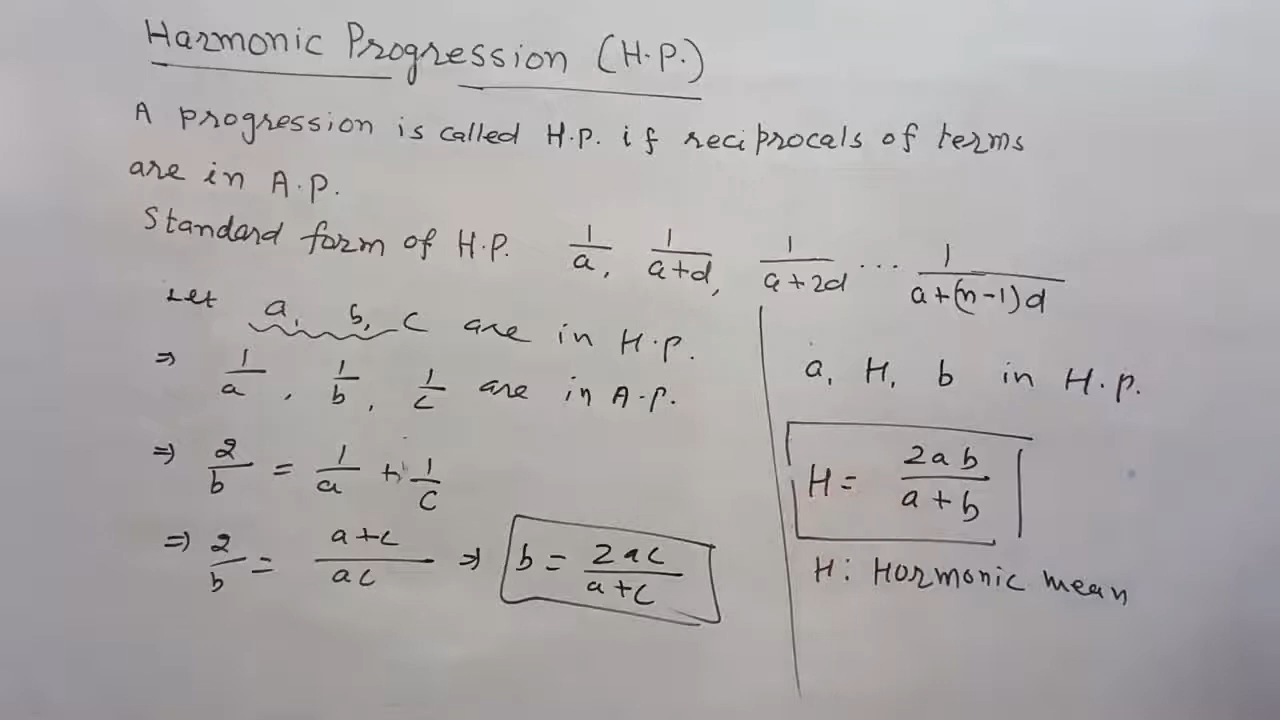 Harmonic Progression (H.P.)
A progression is called H.P. if reciprocals of terms
are in A.P.
Standard form of H.P. 1/a, 1/(a+d), 1/(a+2d) ... 1/(a+(n-1)d)
Let a, b, c are in H.P.
⇒ 1/a, 1/b, 1/c are in A.P.
⇒ 2/b = 1/a + 1/c
⇒ 2/b = (a+c)/ac ⇒ b = 2ac/(a+c)
a, H, b in H.P.
H = 2ab/(a+b)
H: Hormonic mean